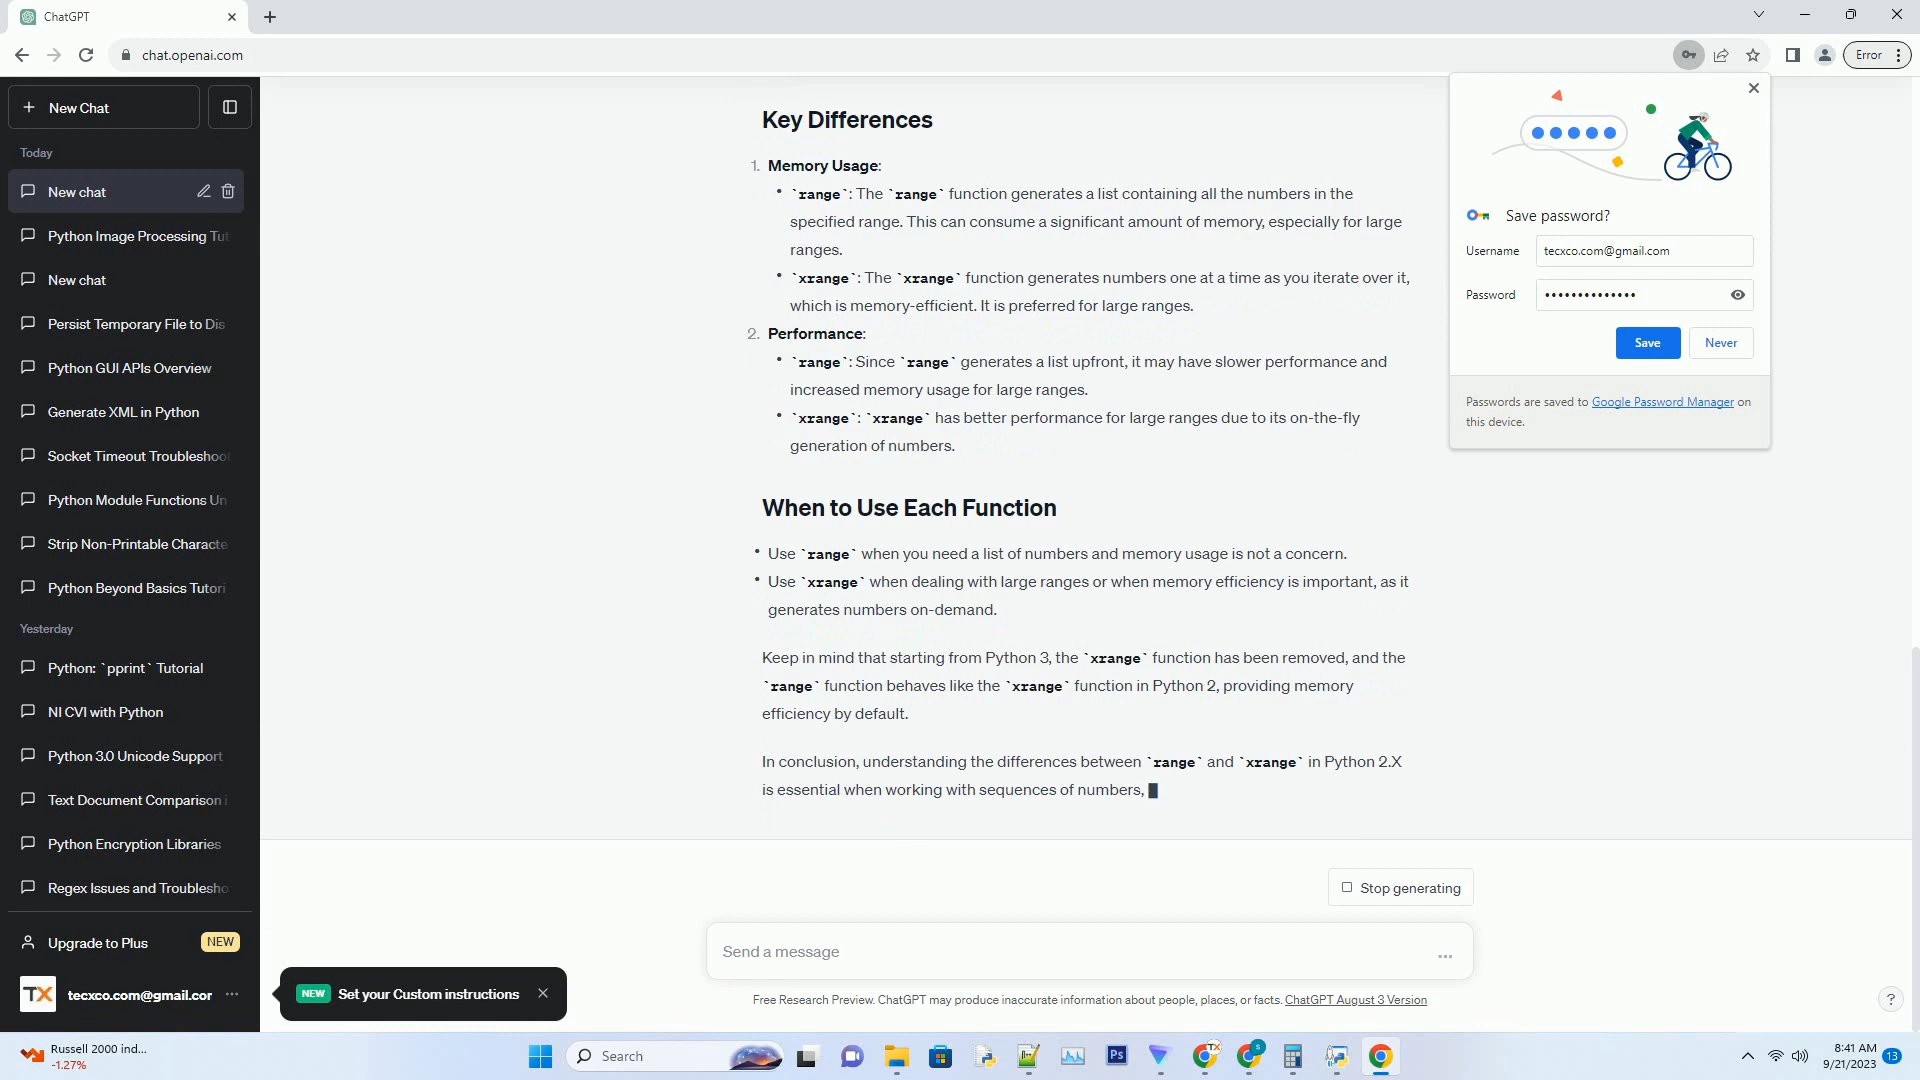 ChatGPT
chat.openai.com
Error
New Chat
Today
New chat
Python Image Processing Tut
New chat
Persist Temporary File to Dis
Python GUI APIs Overview
Generate XML in Python
Socket Timeout Troubleshoot
Python Module Functions Un
Strip Non-Printable Characte
Python Beyond Basics Tutori
Yesterday
Python: `pprint` Tutorial
NI CVI with Python
Python 3.0 Unicode Support
Text Document Comparison i
Python Encryption Libraries
Regex Issues and Troublesho
Upgrade to Plus
NEW
TX
tecxco.com@gmail.cor
Key Differences
1. Memory Usage:
• `range`: The `range` function generates a list containing all the numbers in the
specified range. This can consume a significant amount of memory, especially for large
ranges.
• `xrange`: The `xrange` function generates numbers one at a time as you iterate over it,
which is memory-efficient. It is preferred for large ranges.
2. Performance:
• `range`: Since `range` generates a list upfront, it may have slower performance and
increased memory usage for large ranges.
• `xrange`: `xrange` has better performance for large ranges due to its on-the-fly
generation of numbers.
When to Use Each Function
• Use `range` when you need a list of numbers and memory usage is not a concern.
• Use `xrange` when dealing with large ranges or when memory efficiency is important, as it
generates numbers on-demand.
Keep in mind that starting from Python 3, the `xrange` function has been removed, and the
`range` function behaves like the `xrange` function in Python 2, providing memory
efficiency by default.
In conclusion, understanding the differences between `range` and `xrange` in Python 2.X
is essential when working with sequences of numbers,
Stop generating
Send a message
Free Research Preview. ChatGPT may produce inaccurate information about people, places, or facts. ChatGPT August 3 Version
NEW Set your Custom instructions
?
Save password?
Username tecxco.com@gmail.com
Password ••••••••••••••
Save Never
Passwords are saved to Google Password Manager on
this device.
Russell 2000 ind...
-1.27%
Search
Ps
TX
S
8:41 AM
9/21/2023
13